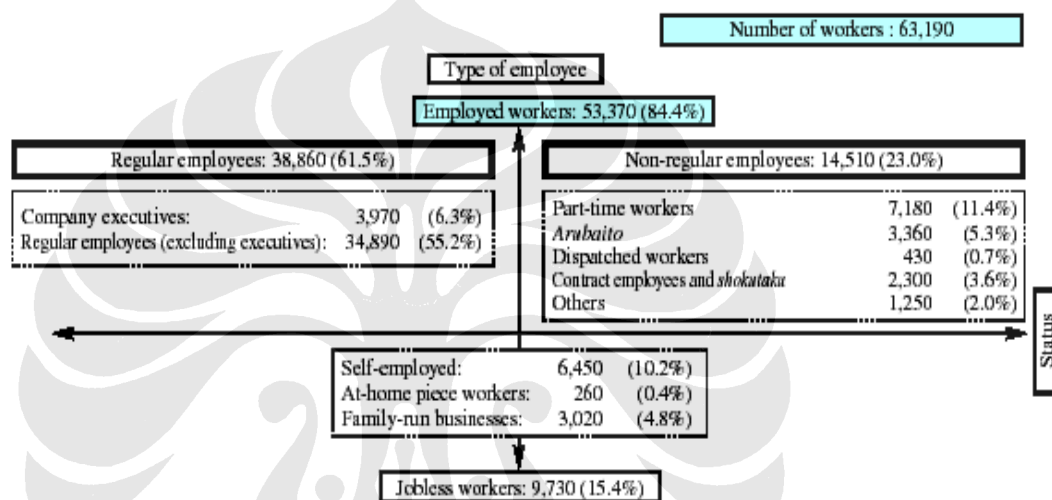 Number of workers : 63,190
Type of employee
Employed workers: 53,370 (84.4%)
Regular employees: 38,860 (61.5%)
Non-regular employees: 14,510 (23.0%)
Company executives: 3,970 (6.3%)
Regular employees (excluding executives): 34,890 (55.2%)
Part-time workers 7,180 (11.4%)
Arubaito 3,360 (5.3%)
Dispatched workers 430 (0.7%)
Contract employees and shokutaku 2,300 (3.6%)
Others 1,250 (2.0%)
Status
Self-employed: 6,450 (10.2%)
At-home piece workers: 260 (0.4%)
Family-run businesses: 3,020 (4.8%)
Jobless workers: 9,730 (15.4%)